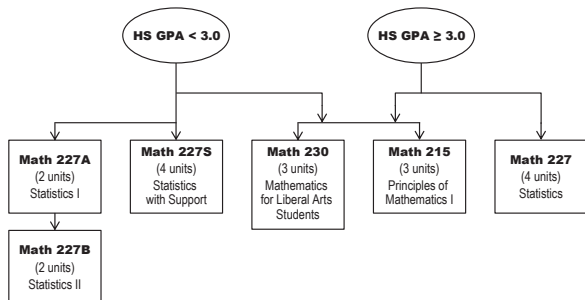 HS GPA < 3.0
HS GPA ≥ 3.0
Math 227A
(2 units)
Statistics I
Math 227S
(4 units)
Statistics
with Support
Math 230
(3 units)
Mathematics
for Liberal Arts
Students
Math 215
(3 units)
Principles of
Mathematics I
Math 227
(4 units)
Statistics
Math 227B
(2 units)
Statistics II